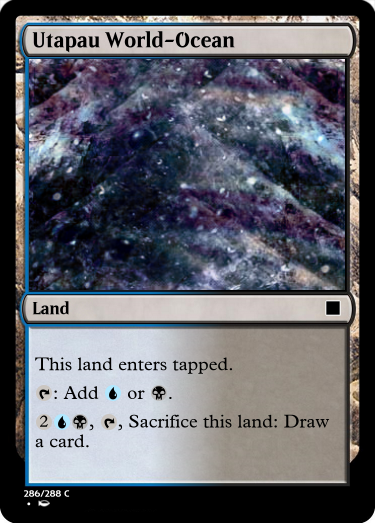 Utapau World-Ocean
Land
This land enters tapped.
: Add or .
2 , , Sacrifice this land: Draw
a card.
286/288 C